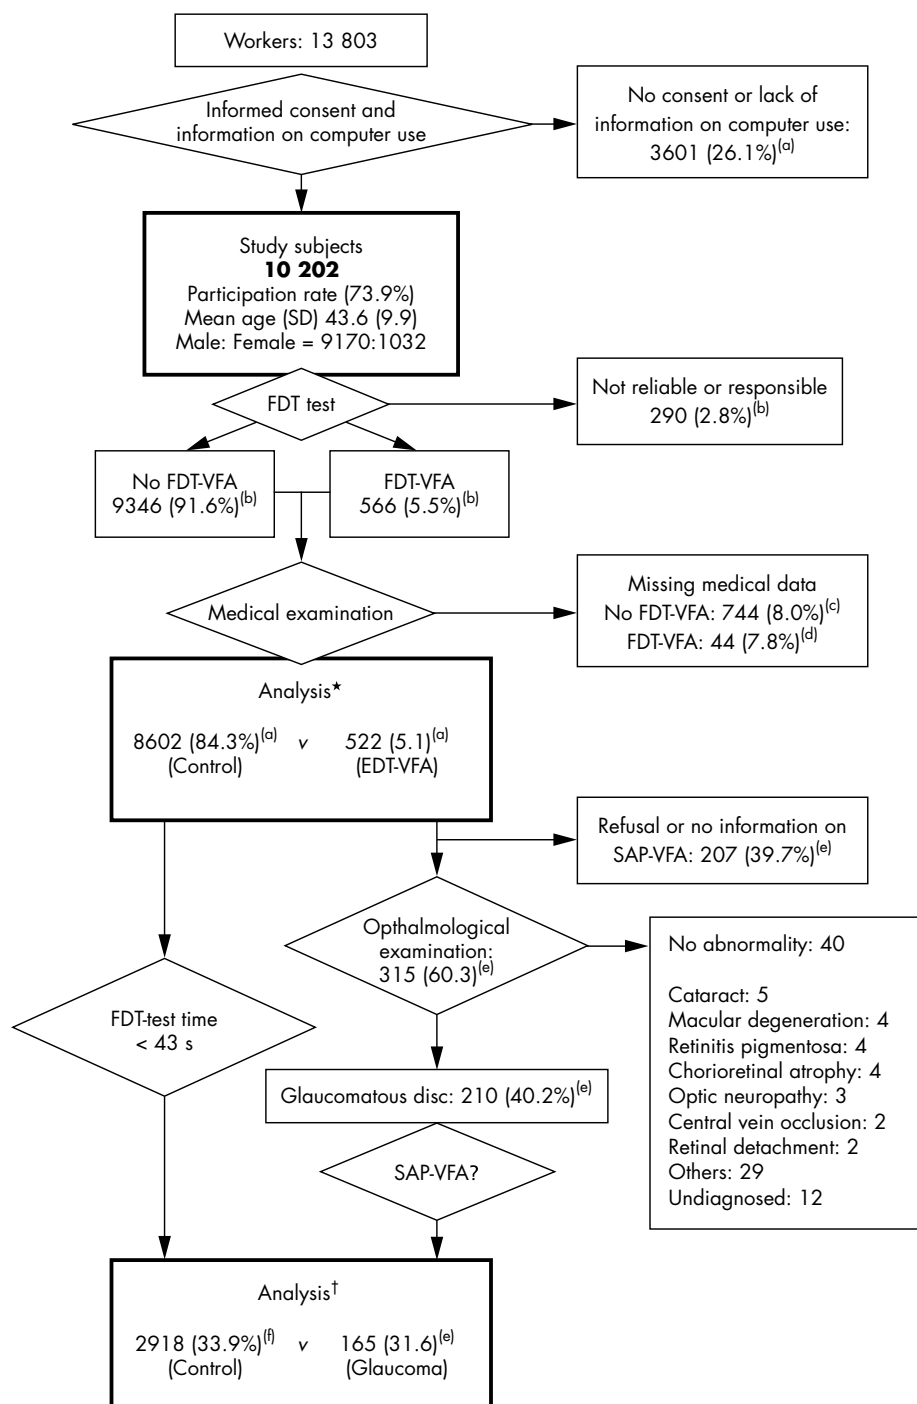 Workers: 13 803
Informed consent and
information on computer use
No consent or lack of
information on computer use:
3601 (26.1%)(a)
Study subjects
10 202
Participation rate (73.9%)
Mean age (SD) 43.6 (9.9)
Male: Female = 9170:1032
FDT test
Not reliable or responsible
290 (2.8%)(b)
No FDT-VFA
9346 (91.6%)(b)
FDT-VFA
566 (5.5%)(b)
Medical examination
Missing medical data
No FDT-VFA: 744 (8.0%)(c)
FDT-VFA: 44 (7.8%)(d)
Analysis★
8602 (84.3%)(a) v 522 (5.1)(a)
(Control) (EDT-VFA)
Refusal or no information on
SAP-VFA: 207 (39.7%)(e)
Opthalmological
examination:
315 (60.3)(e)
No abnormality: 40
Cataract: 5
Macular degeneration: 4
Retinitis pigmentosa: 4
Chorioretinal atrophy: 4
Optic neuropathy: 3
Central vein occlusion: 2
Retinal detachment: 2
Others: 29
Undiagnosed: 12
FDT-test time
< 43 s
Glaucomatous disc: 210 (40.2%)(e)
SAP-VFA?
Analysis†
2918 (33.9%)(f) v 165 (31.6)(e)
(Control) (Glaucoma)